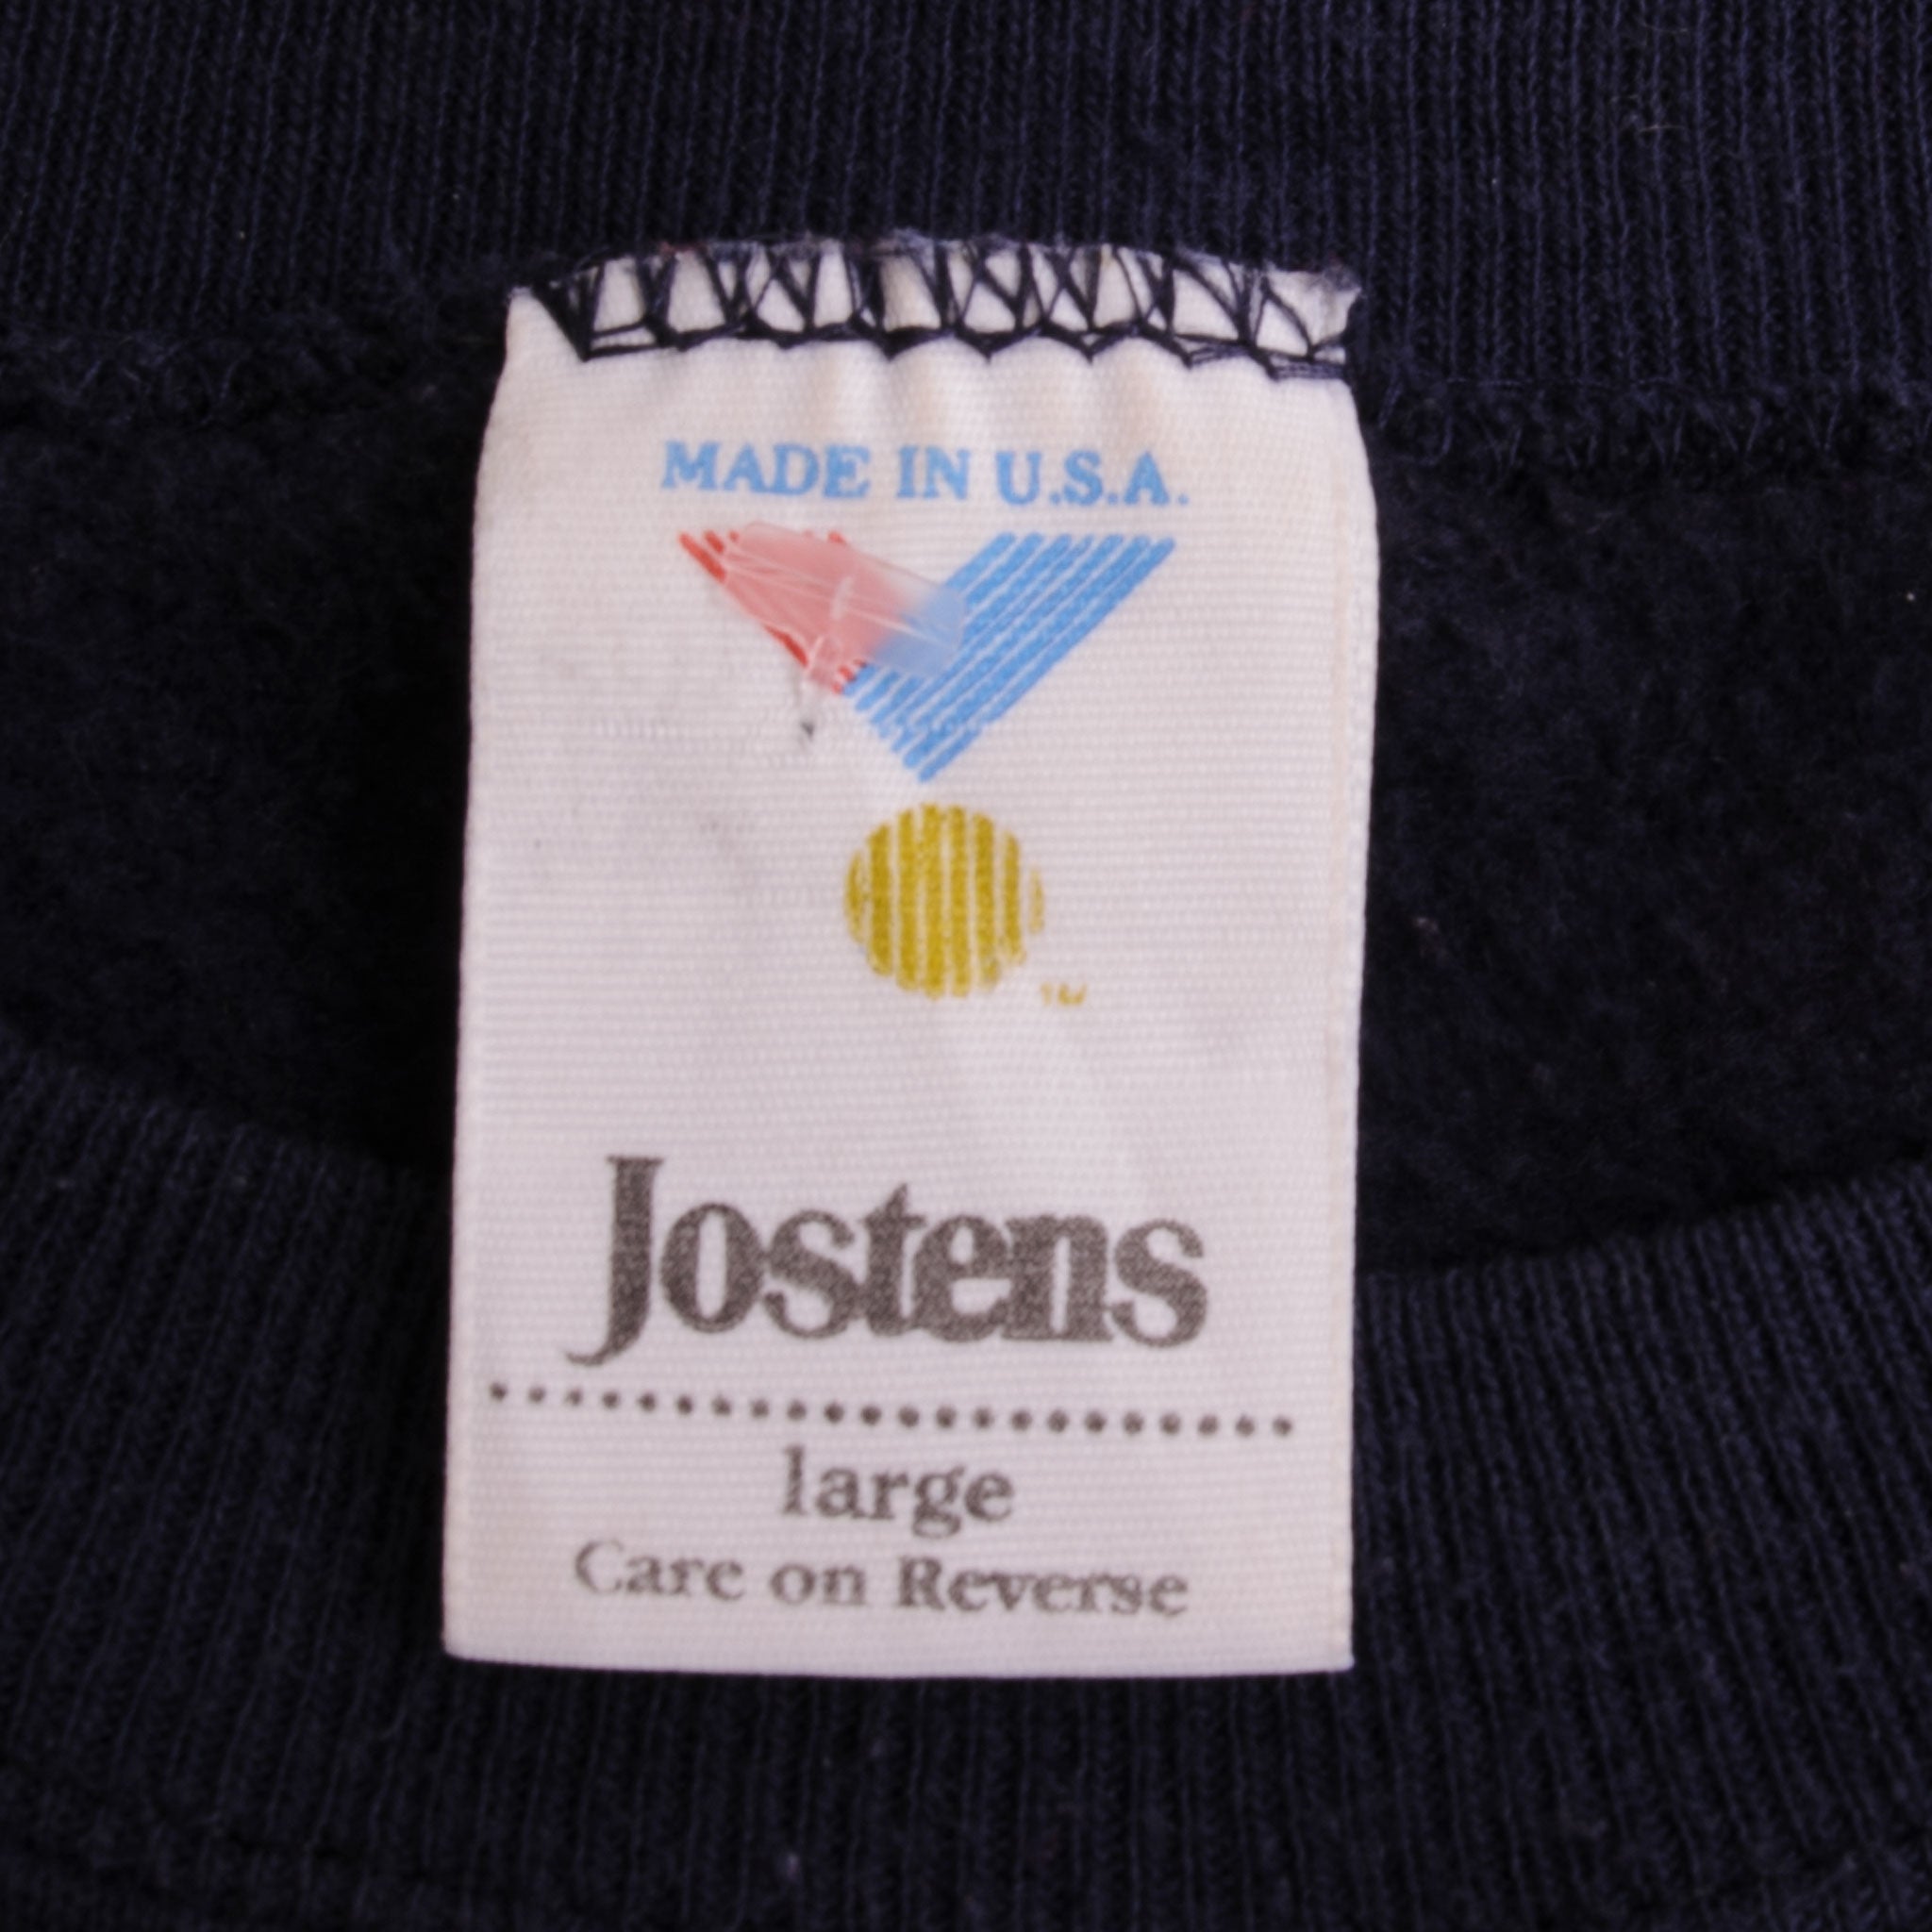 MADE IN U.S.A.
TM
Jostens
large
Care on Reverse